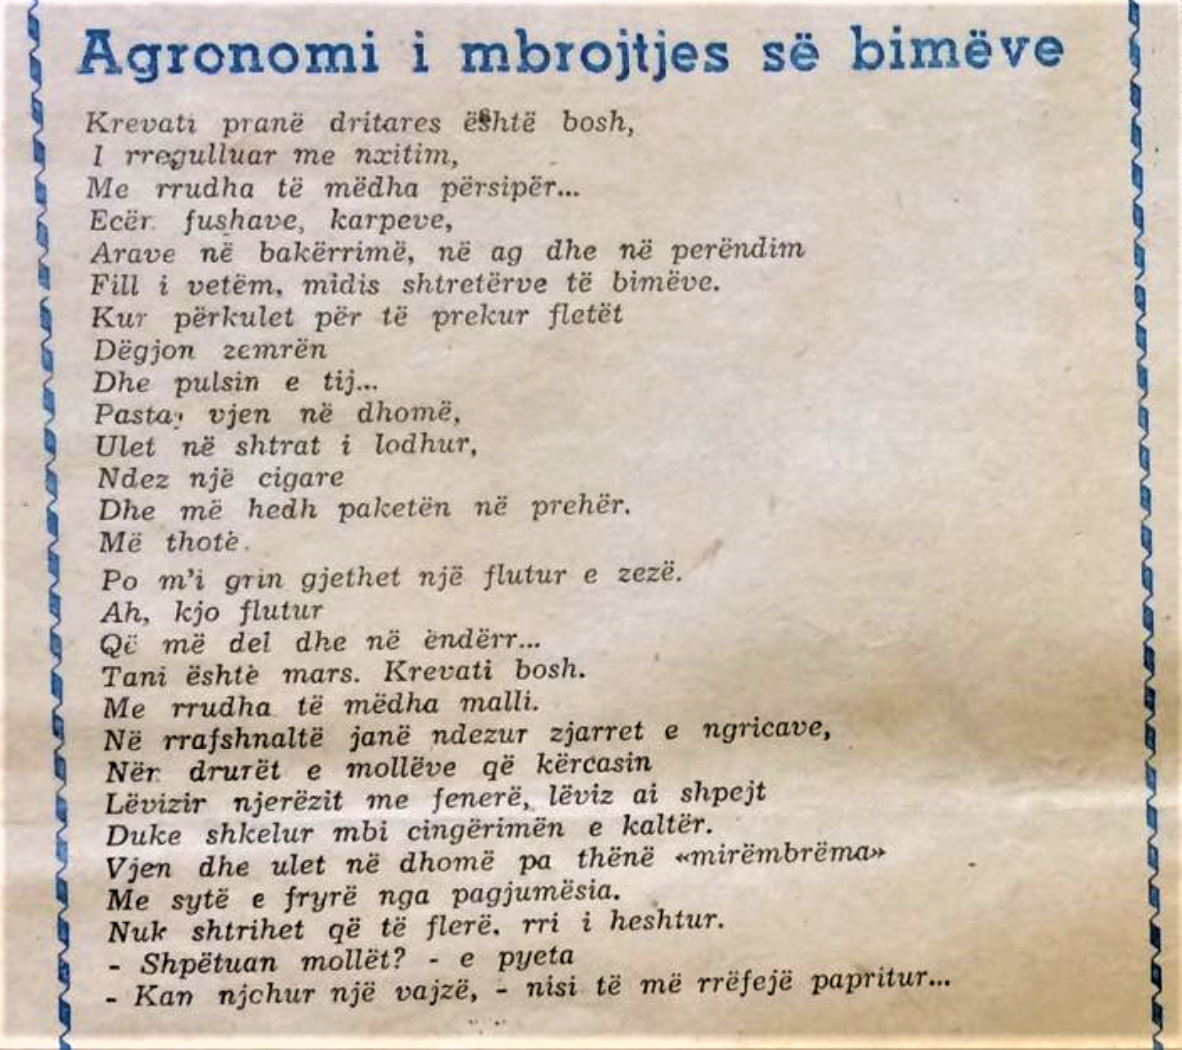 Agronomi i mbrojtjes së bimëve
Krevati pranë dritares është bosh,
I rregulluar me nxitim,
Me rrudha të mëdha përsipër...
Ecën fushave, karpeve,
Arave në bakërrimë, në ag dhe në perëndim
Fill i vetëm, midis shtretërve të bimëve.
Kur përkulet për të prekur fletët
Dëgjon zemrën
Dhe pulsin e tij...
Pastaj vjen në dhomë,
Ulet në shtrat i lodhur,
Ndez një cigare
Dhe më hedh paketën në prehër.
Më thotë.
Po m'i grin gjethet një flutur e zezë.
Ah, kjo flutur
Që më del dhe në ëndërr...
Tani është mars. Krevati bosh.
Me rrudha të mëdha malli.
Në rrafshnaltë janë ndezur zjarret e ngricave,
Nër drurët e mollëve që kërcasin
Lëvizir njerëzit me fenerë, lëviz ai shpejt
Duke shkelur mbi cingërimën e kaltër.
Vjen dhe ulet në dhomë pa thënë «mirëmbrëma»
Me sytë e fryrë nga pagjumësia.
Nuk shtrihet që të flerë, rri i heshtur.
- Shpëtuan mollët? - e pyeta
- Kan njchur një vajzë, - nisi të më rrëfejë papritur...